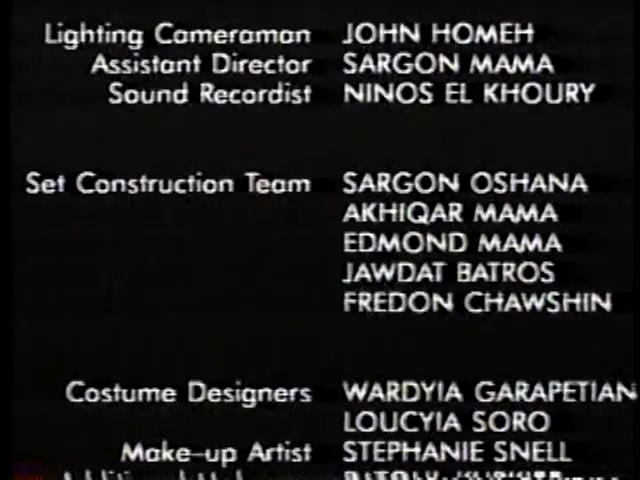 Lighting Cameraman JOHN HOMEH
Assistant Director SARGON MAMA
Sound Recordist NINOS EL KHOURY
Set Construction Team SARGON OSHANA
AKHIQAR MAMA
EDMOND MAMA
JAWDAT BATROS
FREDON CHAWSHIN
Costume Designers WARDYIA GARAPETIAN
LOUCYIA SORO
Make-up Artist STEPHANIE SNELL